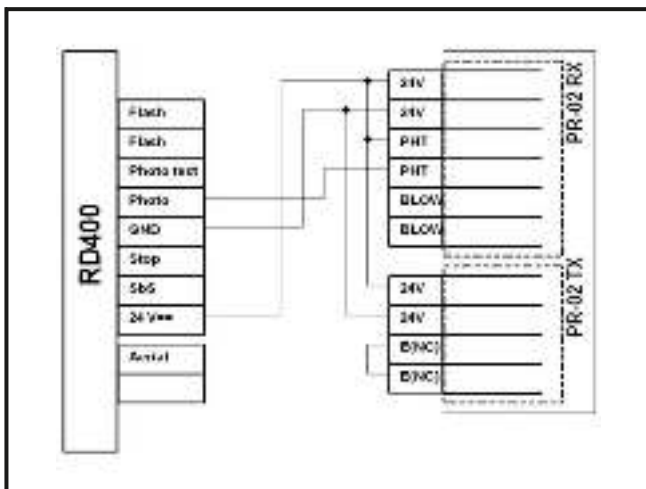 RD400
Flash
Flash
Photo test
Photo
GND
Stop
SbS
24 V==
Aerial
24V
24V
PHT
PHT
BLOW
BLOW
PR-02 RX
24V
24V
B(NC)
B(NC)
PR-02 TX